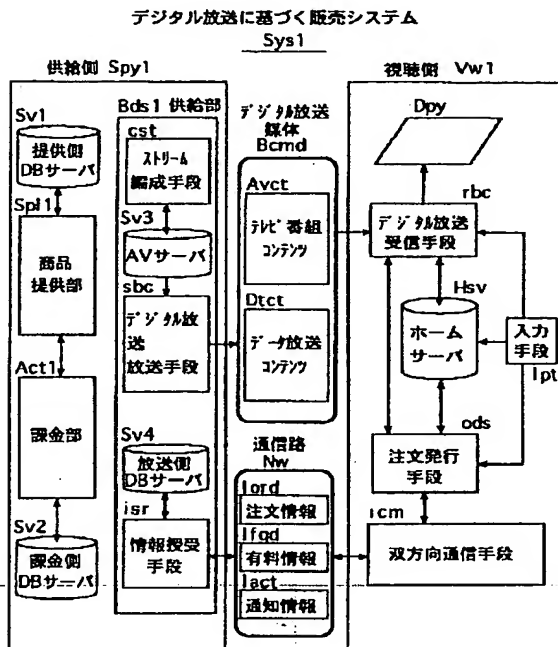 デジタル放送に基づく販売システム
Sys1
供給側 Spy1
Sv1
提供側
DBサーバ
Spl1
商品
提供部
Act1
課金部
Sv2
課金側
DBサーバ
Bds1 供給部
cst
ストリーム
編成手段
Sv3
AVサーバ
sbc
デジタル放
送
放送手段
Sv4
放送側
DBサーバ
isr
情報授受
手段
デジタル放送
媒体
Bcmd
Avct
テレビ番組
コンテンツ
Dtct
データ放送
コンテンツ
通信路
Nw
Iord
注文情報
Ifqd
有料情報
Iact
通知情報
視聴側 Vw1
Dpy
rbc
デジタル放送
受信手段
Hsv
ホーム
サーバ
入力
手段
Ipt
ods
注文発行
手段
icm
双方向通信手段